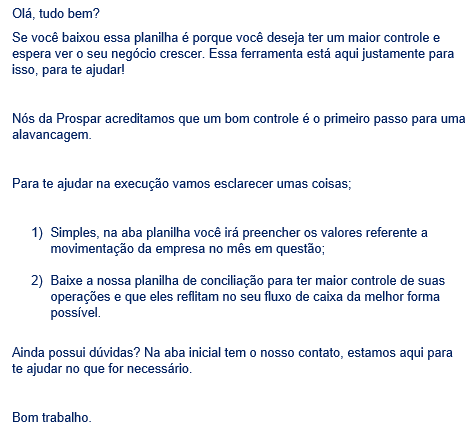 Olá, tudo bem?
Se você baixou essa planilha é porque você deseja ter um maior controle e
espera ver o seu negócio crescer. Essa ferramenta está aqui justamente para
isso, para te ajudar!
Nós da Prospar acreditamos que um bom controle é o primeiro passo para uma
alavancagem.
Para te ajudar na execução vamos esclarecer umas coisas;
1) Simples, na aba planilha você irá preencher os valores referente a
movimentação da empresa no mês em questão;
2) Baixe a nossa planilha de conciliação para ter maior controle de suas
operações e que eles reflitam no seu fluxo de caixa da melhor forma
possível.
Ainda possui dúvidas? Na aba inicial tem o nosso contato, estamos aqui para
te ajudar no que for necessário.
Bom trabalho.